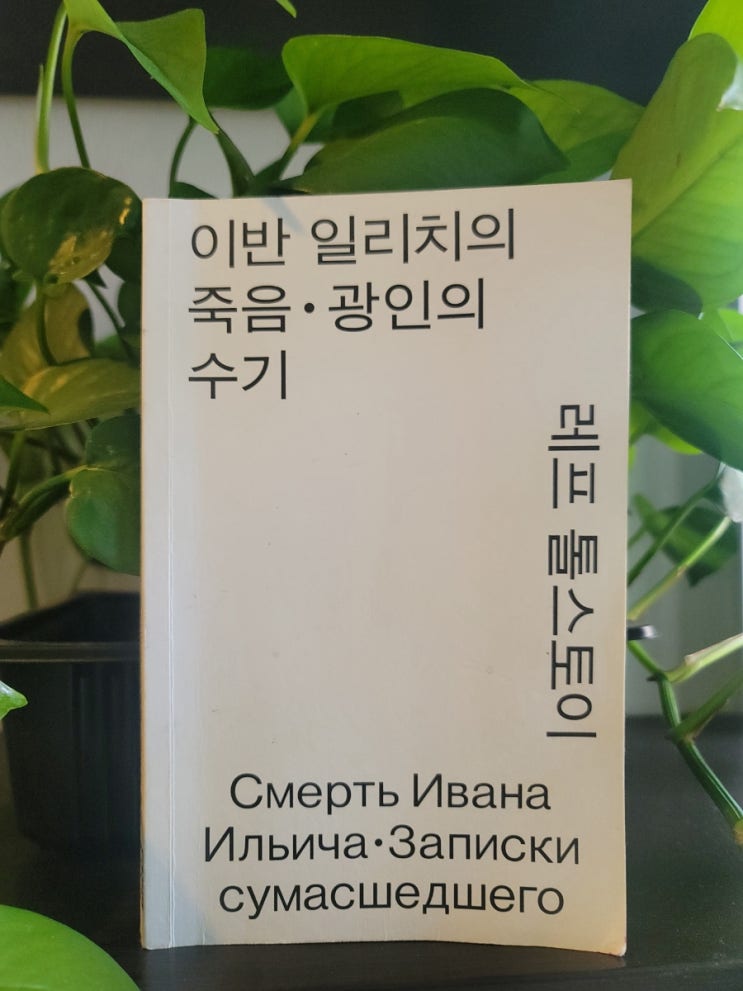 이반 일리치의
죽음·광인의
수기
레프 톨스토이
Смерть Ивана
Ильича·Записки
сумасшедшего